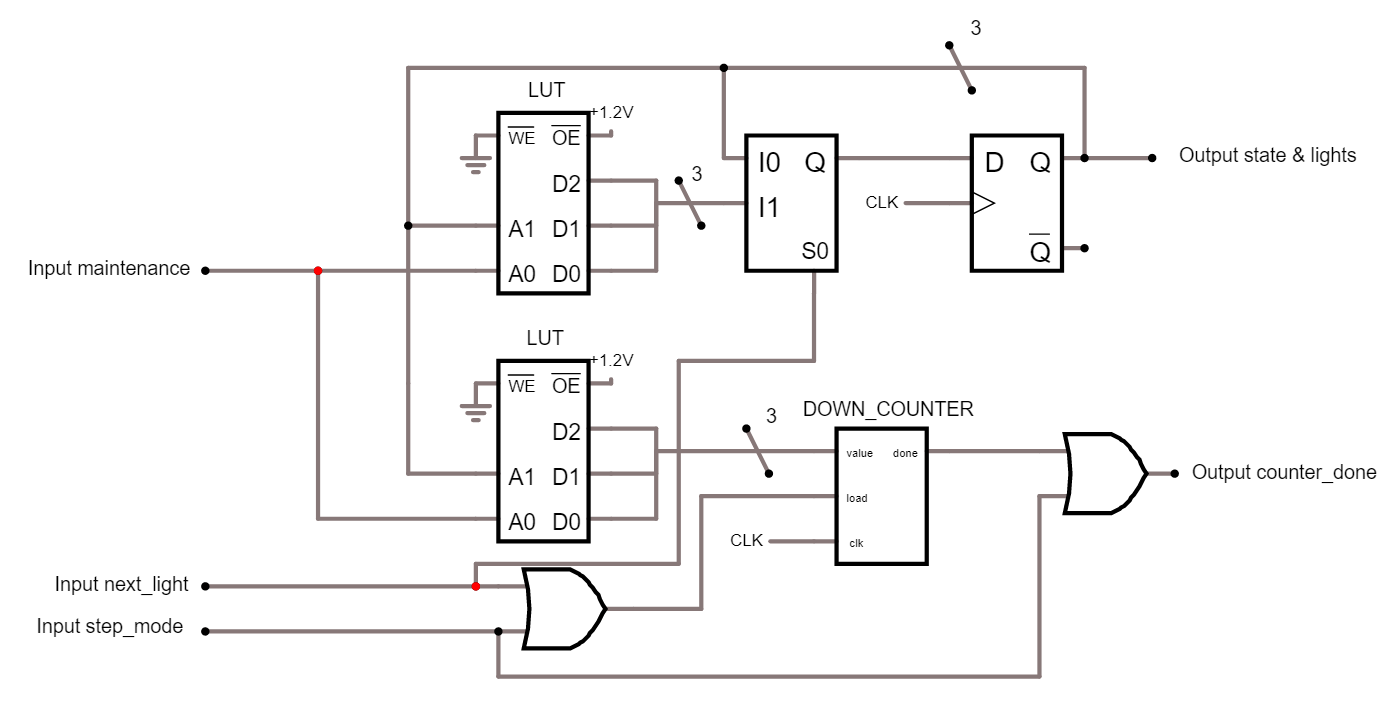 3
LUT
+1.2V
WE
OE
D2
A1
D1
A0
D0
3
I0
Q
I1
S0
CLK
D
Q
Q
Output state & lights
Input maintenance
LUT
+1.2V
WE
OE
D2
A1
D1
A0
D0
3
DOWN_COUNTER
value
done
load
clk
CLK
Output counter_done
Input next_light
Input step_mode